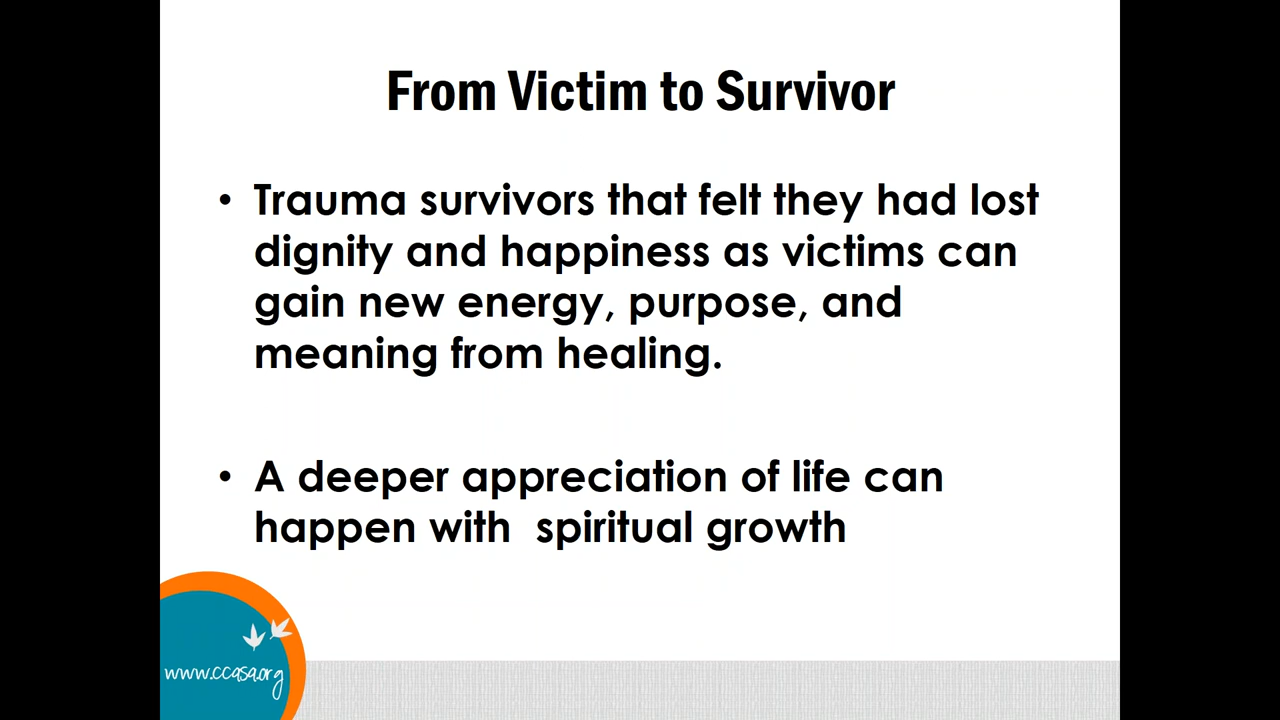 From Victim to Survivor
• Trauma survivors that felt they had lost
dignity and happiness as victims can
gain new energy, purpose, and
meaning from healing.
• A deeper appreciation of life can
happen with  spiritual growth
www.ccasa.org